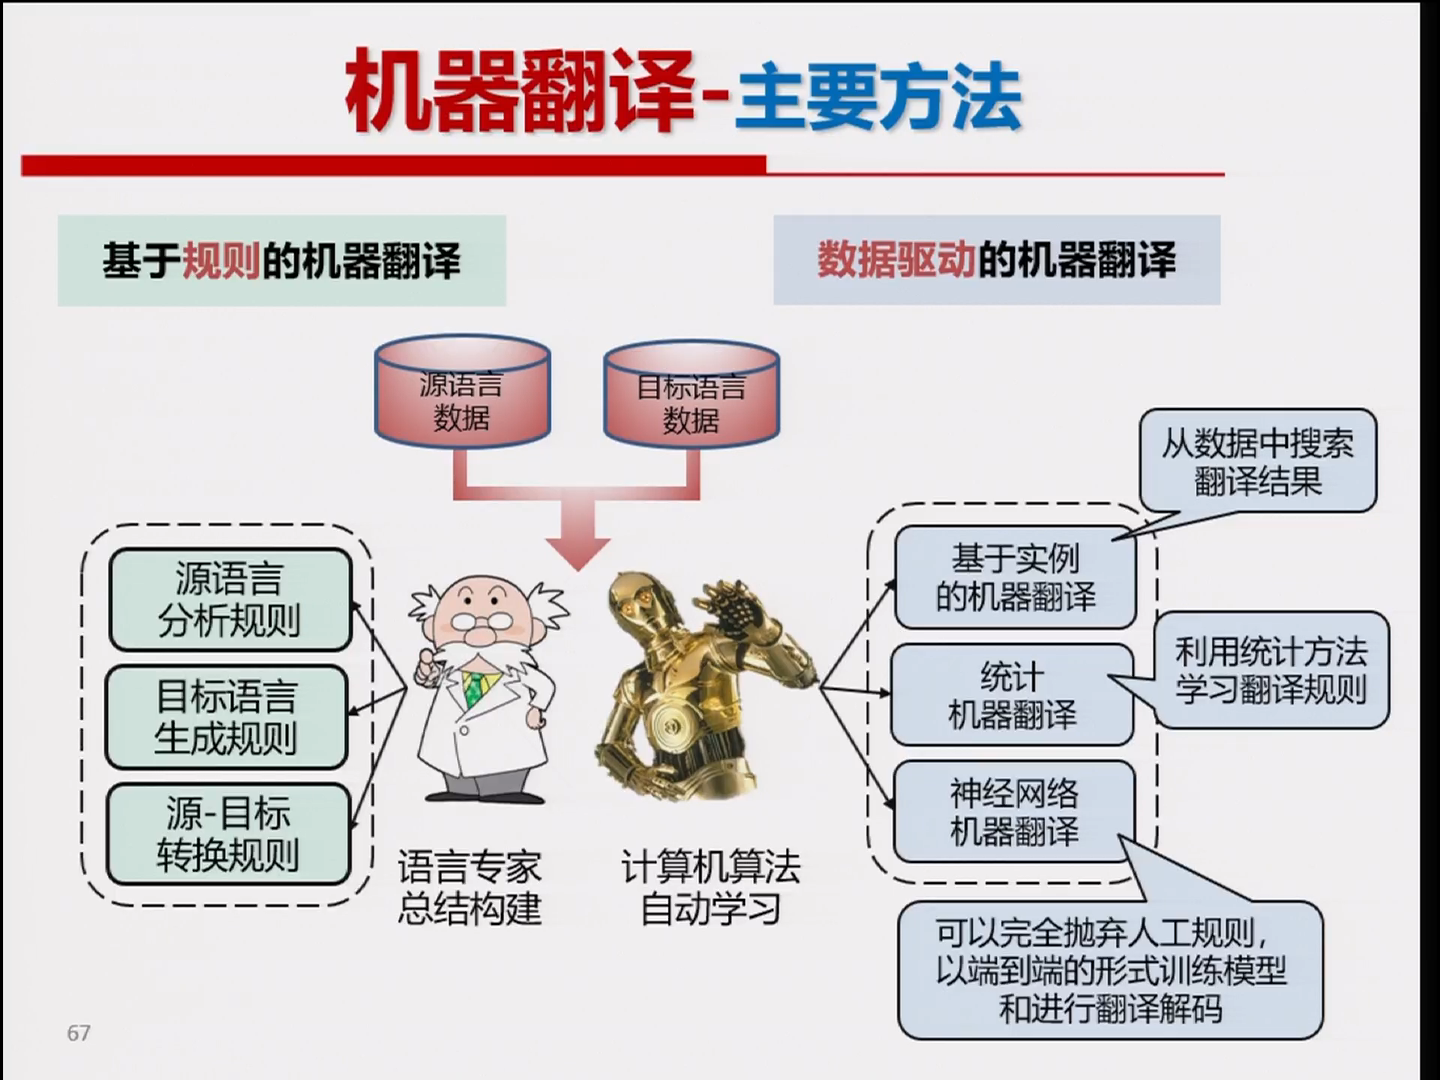 机器翻译-主要方法
基于规则的机器翻译
数据驱动的机器翻译
源语言
数据
目标语言
数据
从数据中搜索
翻译结果
源语言
分析规则
目标语言
生成规则
源-目标
转换规则
语言专家
总结构建
计算机算法
自动学习
基于实例
的机器翻译
统计
机器翻译
神经网络
机器翻译
利用统计方法
学习翻译规则
可以完全抛弃人工规则，
以端到端的形式训练模型
和进行翻译解码
67